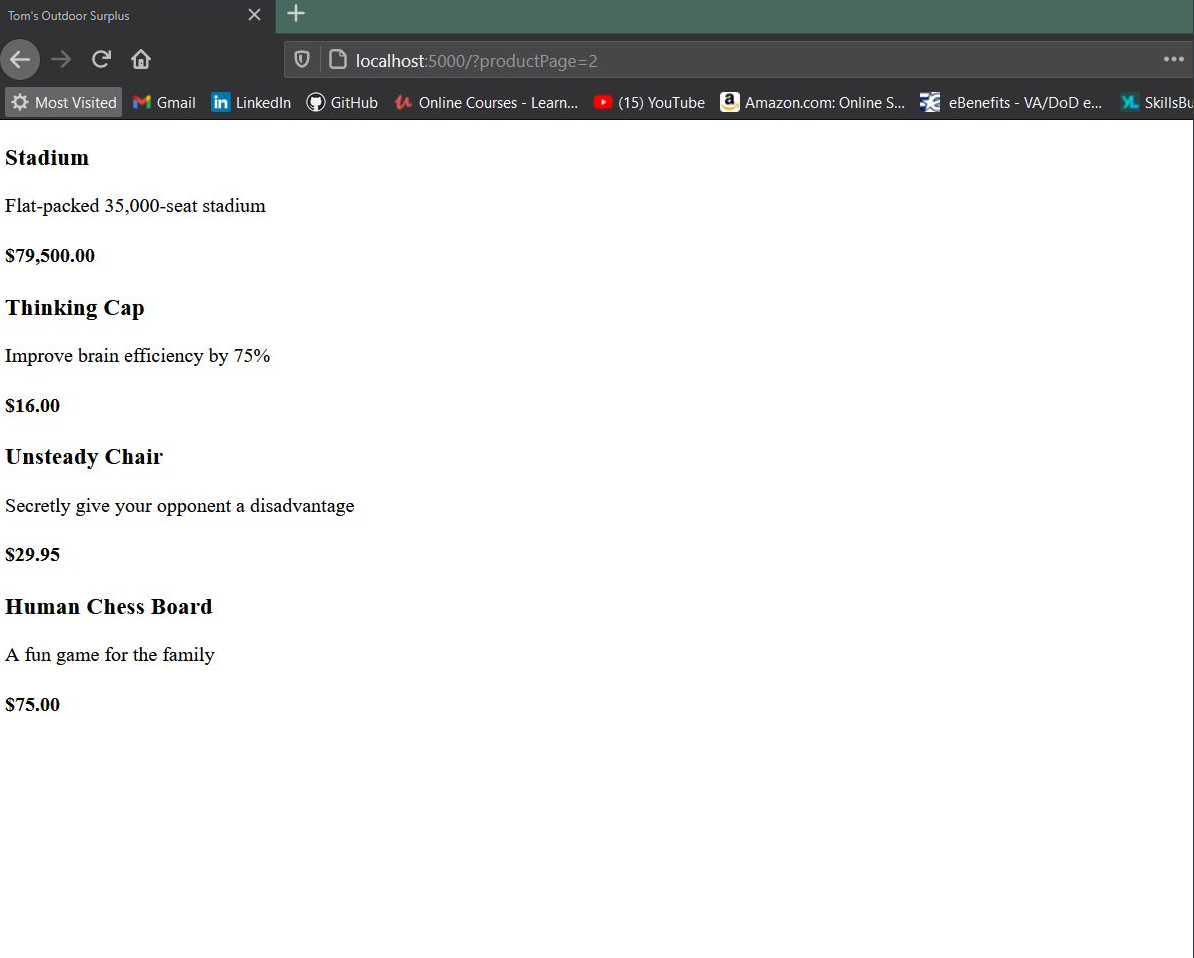 Tom's Outdoor Surplus
localhost:5000/?productPage=2
Most Visited Gmail LinkedIn GitHub Online Courses - Learn... (15) YouTube Amazon.com: Online S... eBenefits - VA/DoD e... SkillsBu
Stadium
Flat-packed 35,000-seat stadium
$79,500.00
Thinking Cap
Improve brain efficiency by 75%
$16.00
Unsteady Chair
Secretly give your opponent a disadvantage
$29.95
Human Chess Board
A fun game for the family
$75.00